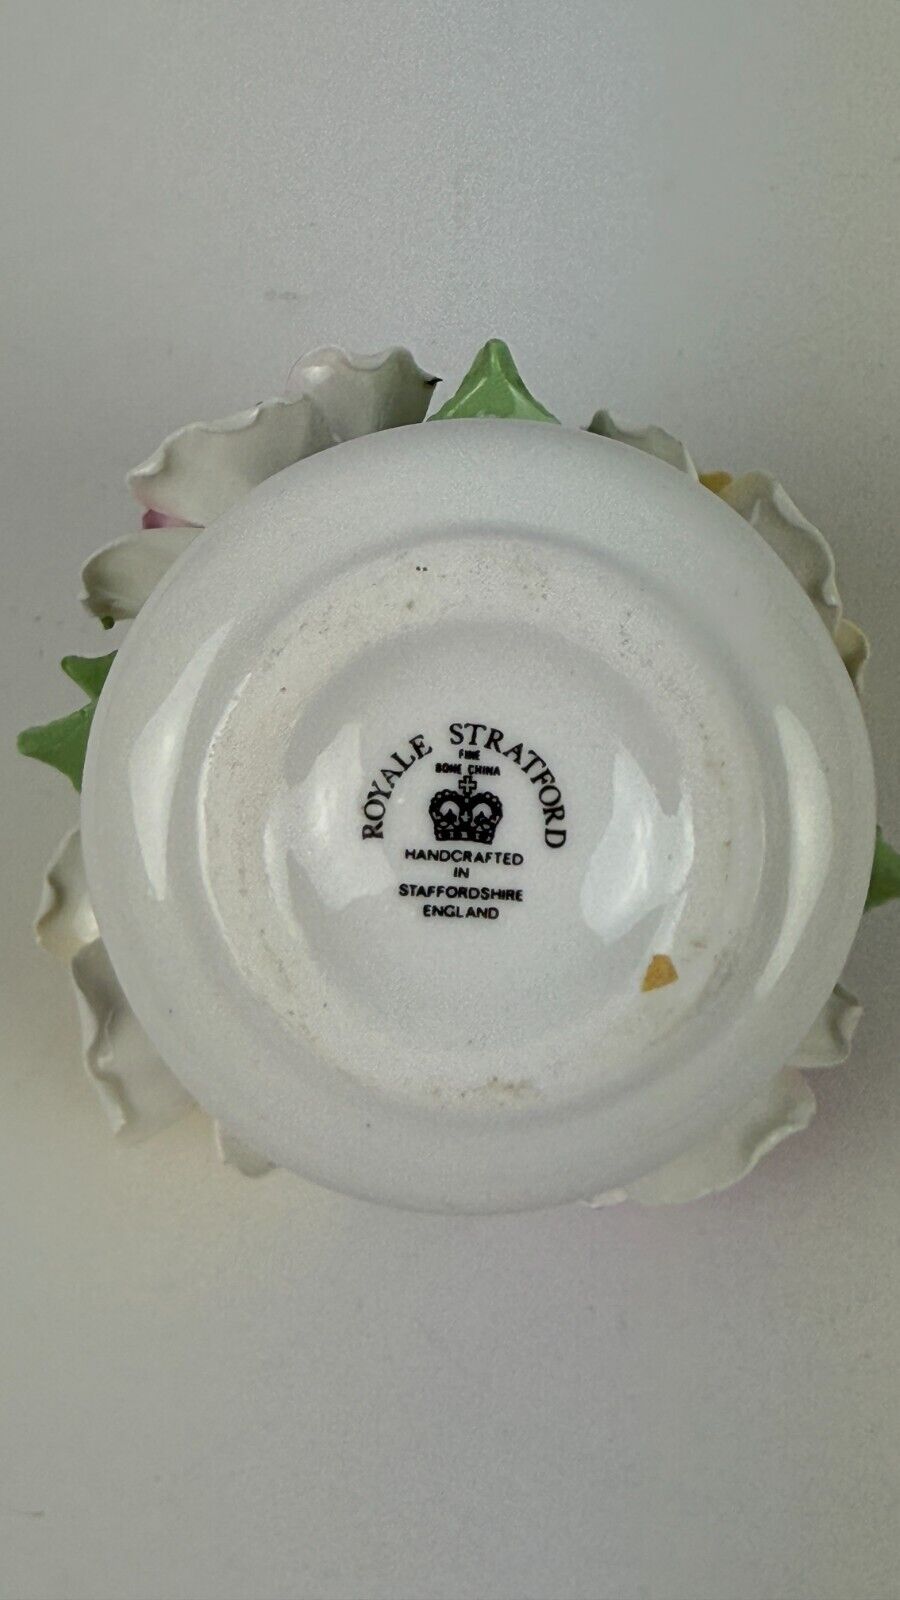 ROYALE STRATFORD
FINE
BONE CHINA
HANDCRAFTED
IN
STAFFORDSHIRE
ENGLAND